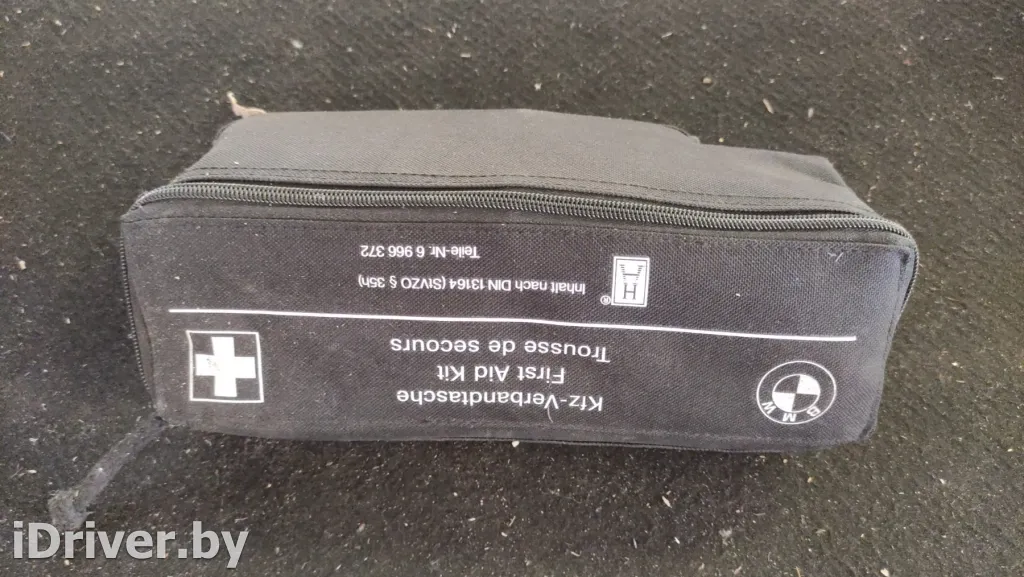 BMW
Kfz-Verbandtasche
First Aid Kit
Trousse de secours
H
®
Inhalt nach DIN 13164 (StVZO § 35h)
Teile-Nr. 6 966 372
iDriver.by